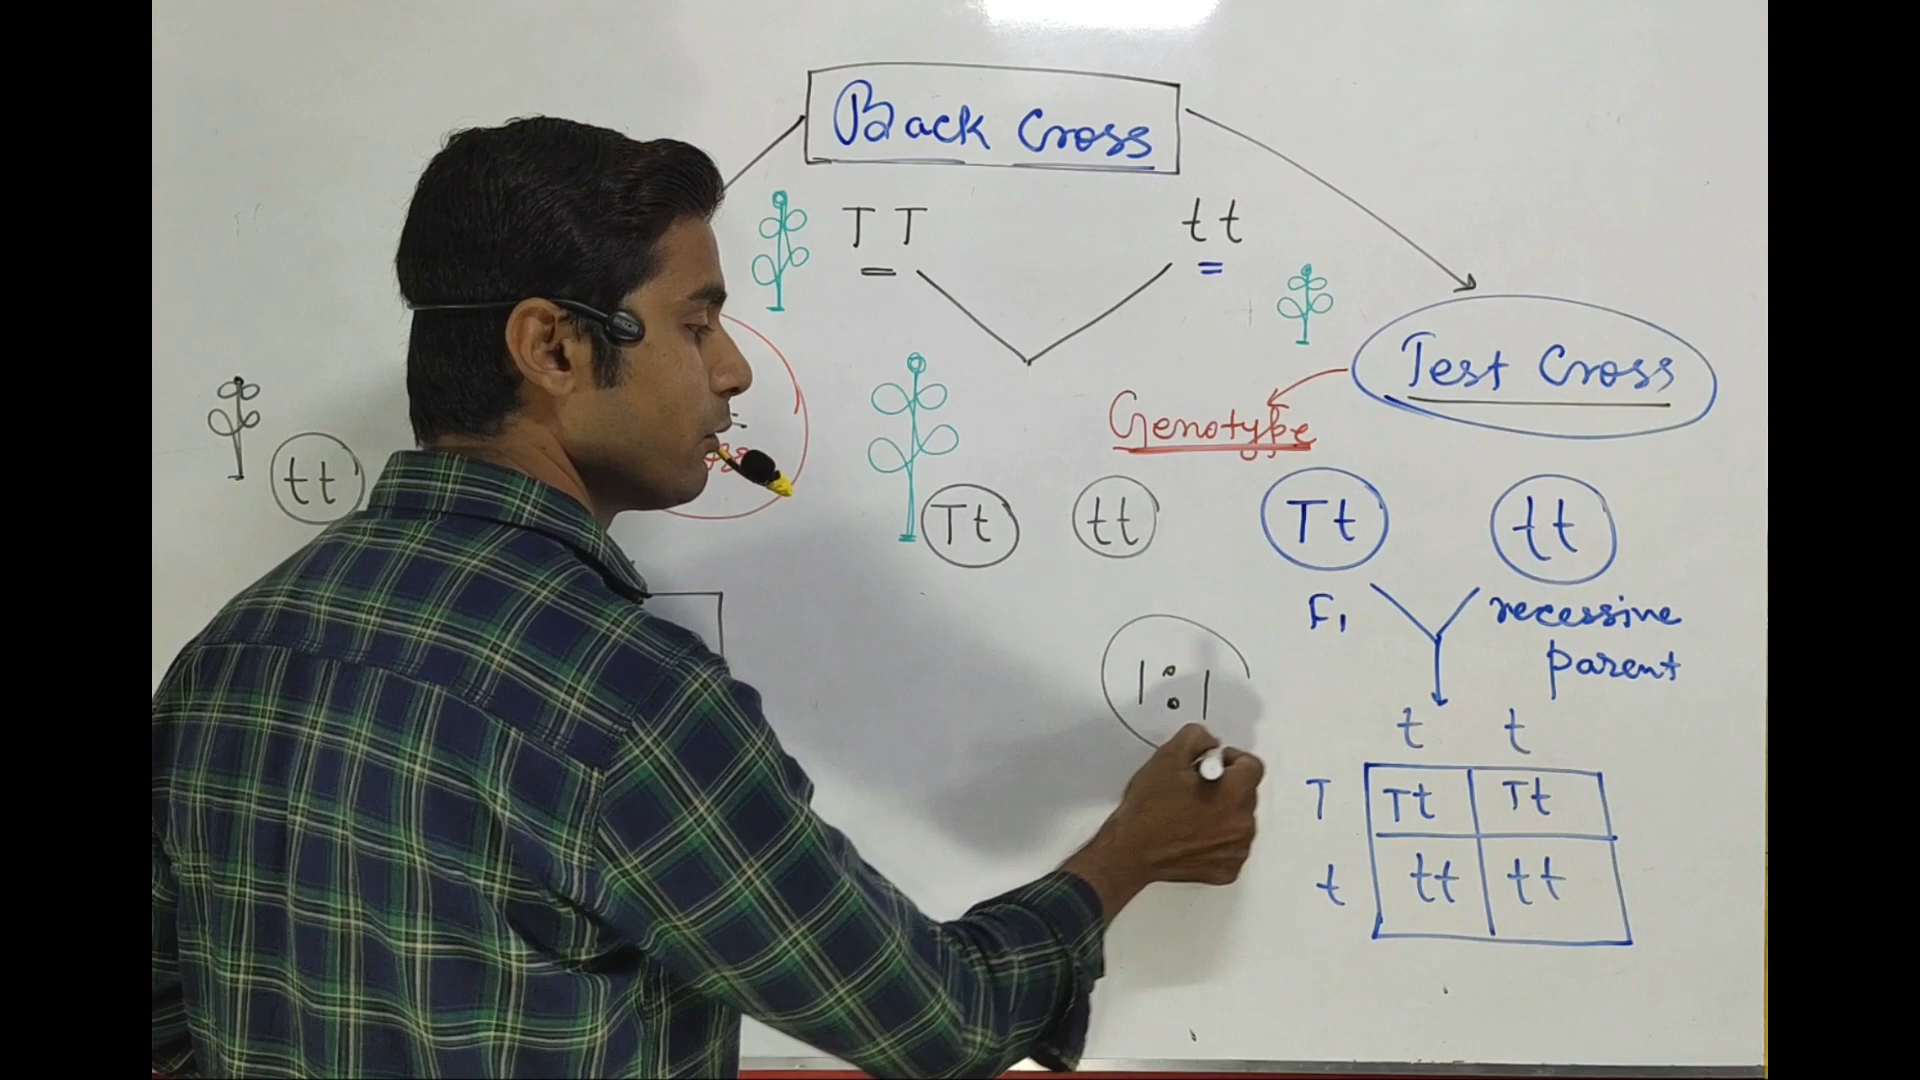 Back Cross
TT
tt
Test Cross
Genotype
tt
Tt
tt
Tt
tt
F1
recessive
parent
1:1
t t
T Tt Tt
t tt tt